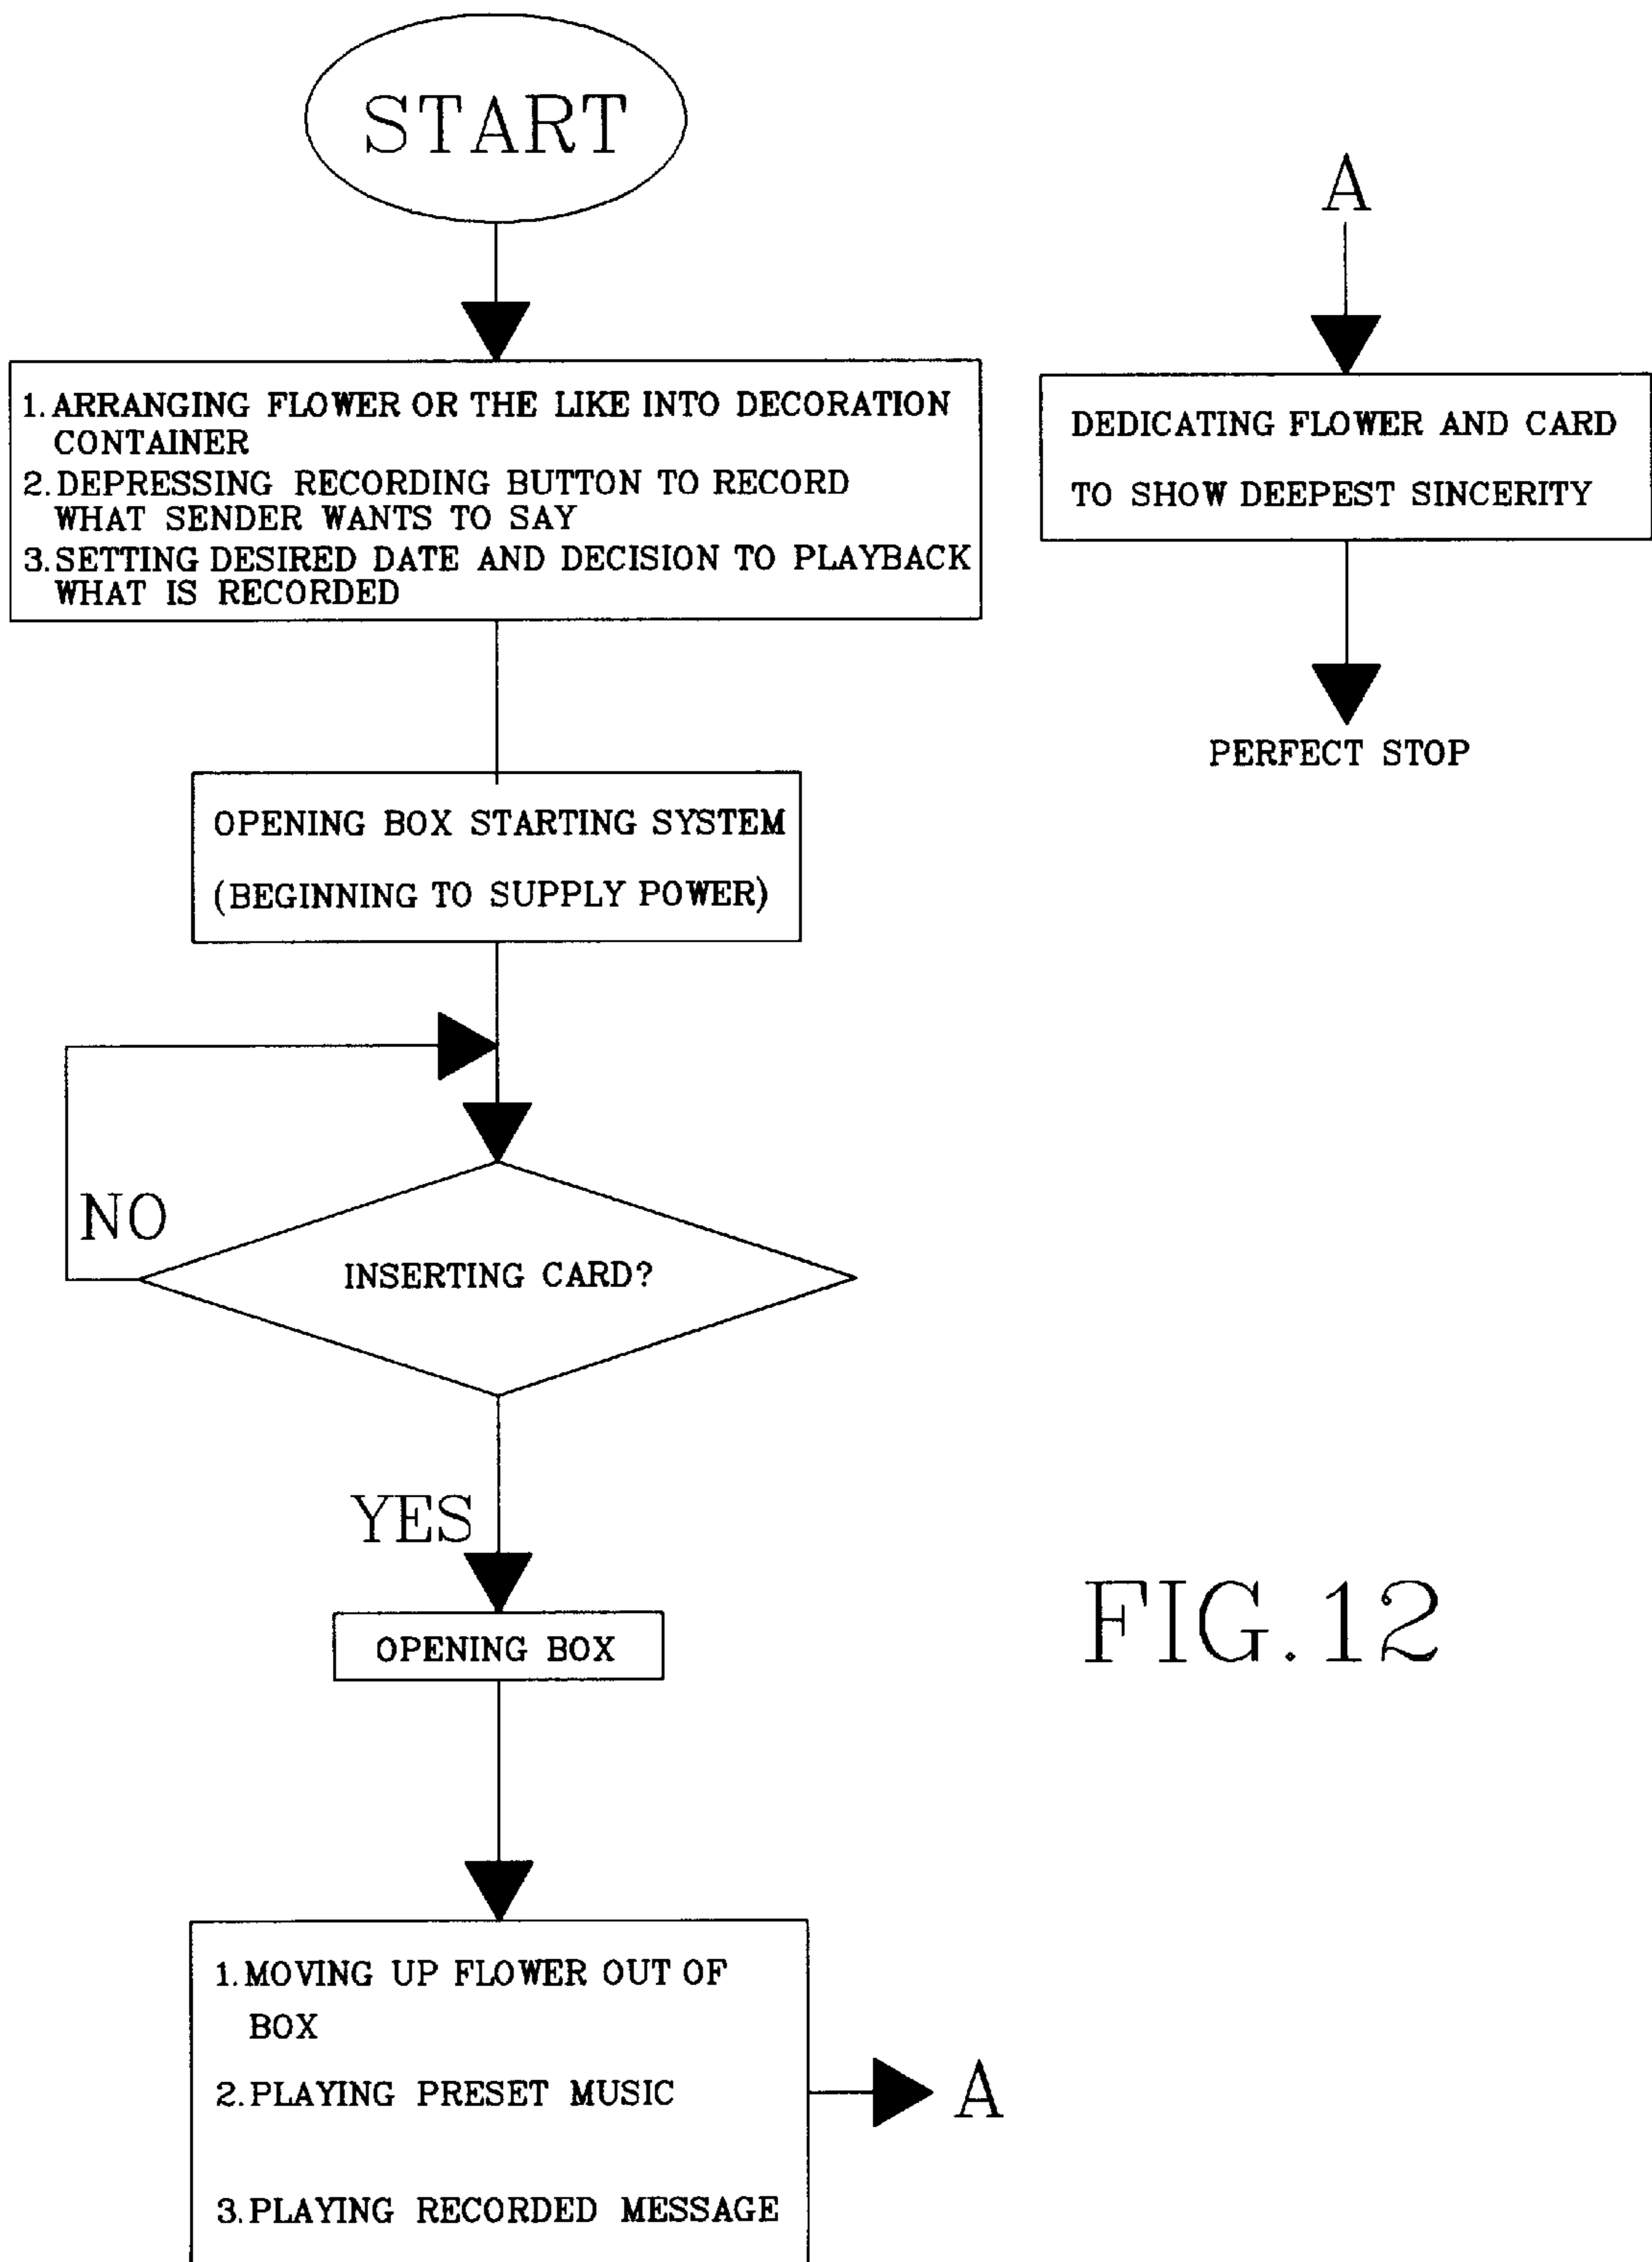 START
1. ARRANGING FLOWER OR THE LIKE INTO DECORATION
CONTAINER
2. DEPRESSING RECORDING BUTTON TO RECORD
WHAT SENDER WANTS TO SAY
3. SETTING DESIRED DATE AND DECISION TO PLAYBACK
WHAT IS RECORDED
OPENING BOX STARTING SYSTEM
(BEGINNING TO SUPPLY POWER)
NO
INSERTING CARD?
YES
OPENING BOX
1. MOVING UP FLOWER OUT OF
BOX
2. PLAYING PRESET MUSIC
3. PLAYING RECORDED MESSAGE
A
A
DEDICATING FLOWER AND CARD
TO SHOW DEEPEST SINCERITY
PERFECT STOP
FIG. 12